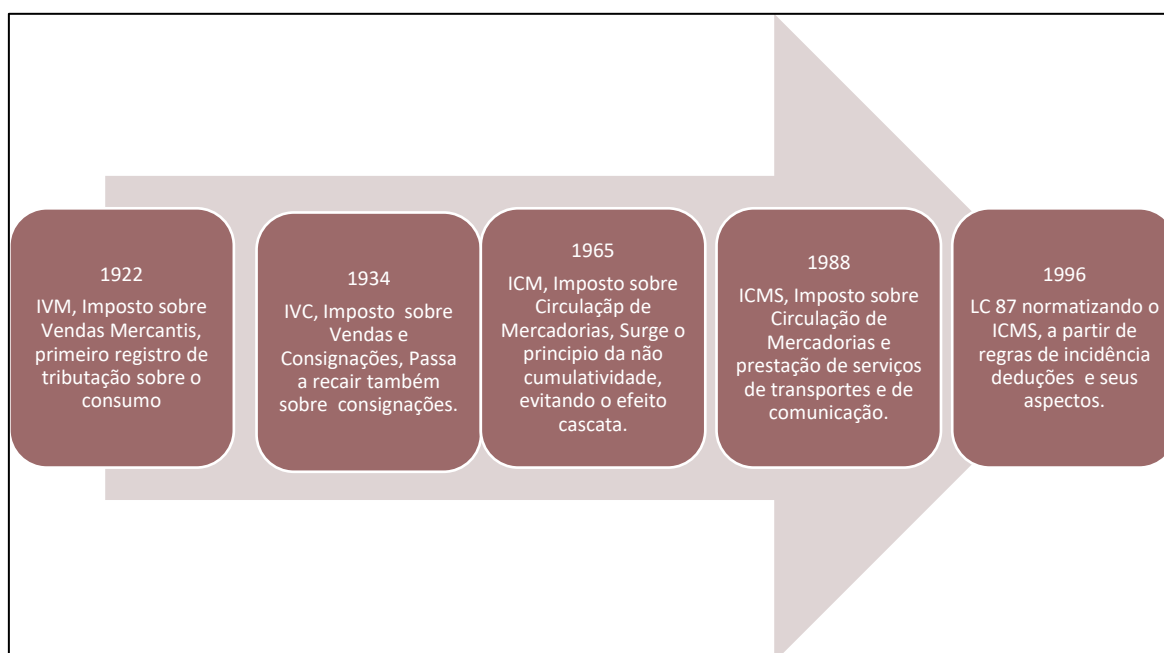 1922
IVM, Imposto sobre
Vendas Mercantis,
primeiro registro de
tributação sobre o
consumo
1934
IVC, Imposto  sobre
Vendas e
Consignações, Passa
a recair também
sobre  consignações.
1965
ICM, Imposto sobre
Circulaçãp de
Mercadorias, Surge o
principio da não
cumulatividade,
evitando o efeito
cascata.
1988
ICMS, Imposto sobre
Circulação de
Mercadorias e
prestação de serviços
de transportes e de
comunicação.
1996
LC 87 normatizando o
ICMS, a partir de
regras de incidência
deduções  e seus
aspectos.